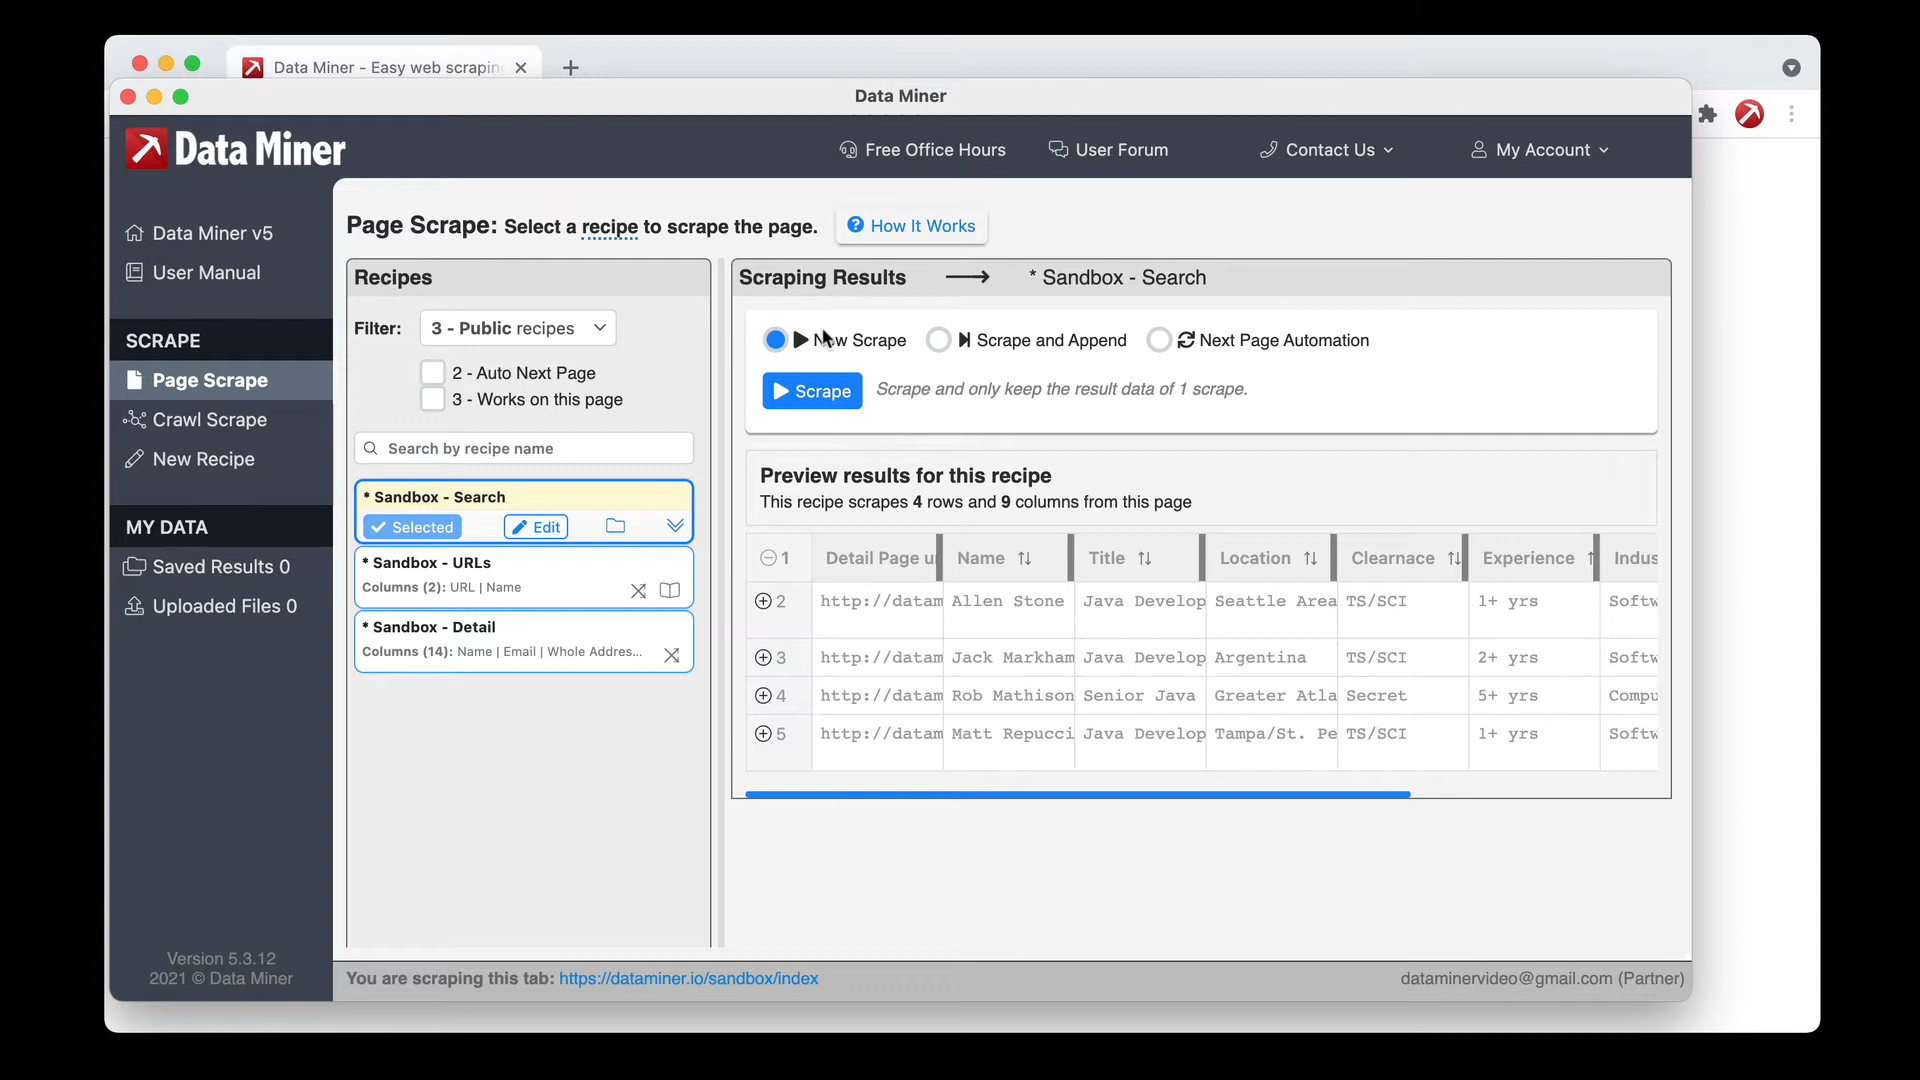 Data Miner - Easy web scraping
Data Miner
Data Miner
Free Office Hours
User Forum
Contact Us
My Account
Data Miner v5
User Manual
SCRAPE
Page Scrape
Crawl Scrape
New Recipe
MY DATA
Saved Results 0
Uploaded Files 0
Version 5.3.12
2021 © Data Miner
Page Scrape: Select a recipe to scrape the page.
How It Works
Recipes
Filter: 3 - Public recipes
2 - Auto Next Page
3 - Works on this page
Search by recipe name
* Sandbox - Search
Selected Edit
* Sandbox - URLs
Columns (2): URL | Name
* Sandbox - Detail
Columns (14): Name | Email | Whole Addres...
Scraping Results → * Sandbox - Search
New Scrape Scrape and Append Next Page Automation
Scrape Scrape and only keep the result data of 1 scrape.
Preview results for this recipe
This recipe scrapes 4 rows and 9 columns from this page
1 Detail Page u Name Title Location Clearnace Experience Indus
2 http://datam Allen Stone Java Develop Seattle Area TS/SCI 1+ yrs Softw
3 http://datam Jack Markham Java Develop Argentina TS/SCI 2+ yrs Softw
4 http://datam Rob Mathison Senior Java Greater Atla Secret 5+ yrs Compu
5 http://datam Matt Repucci Java Develop Tampa/St. Pe TS/SCI 1+ yrs Softw
You are scraping this tab: https://dataminer.io/sandbox/index
dataminervideo@gmail.com (Partner)